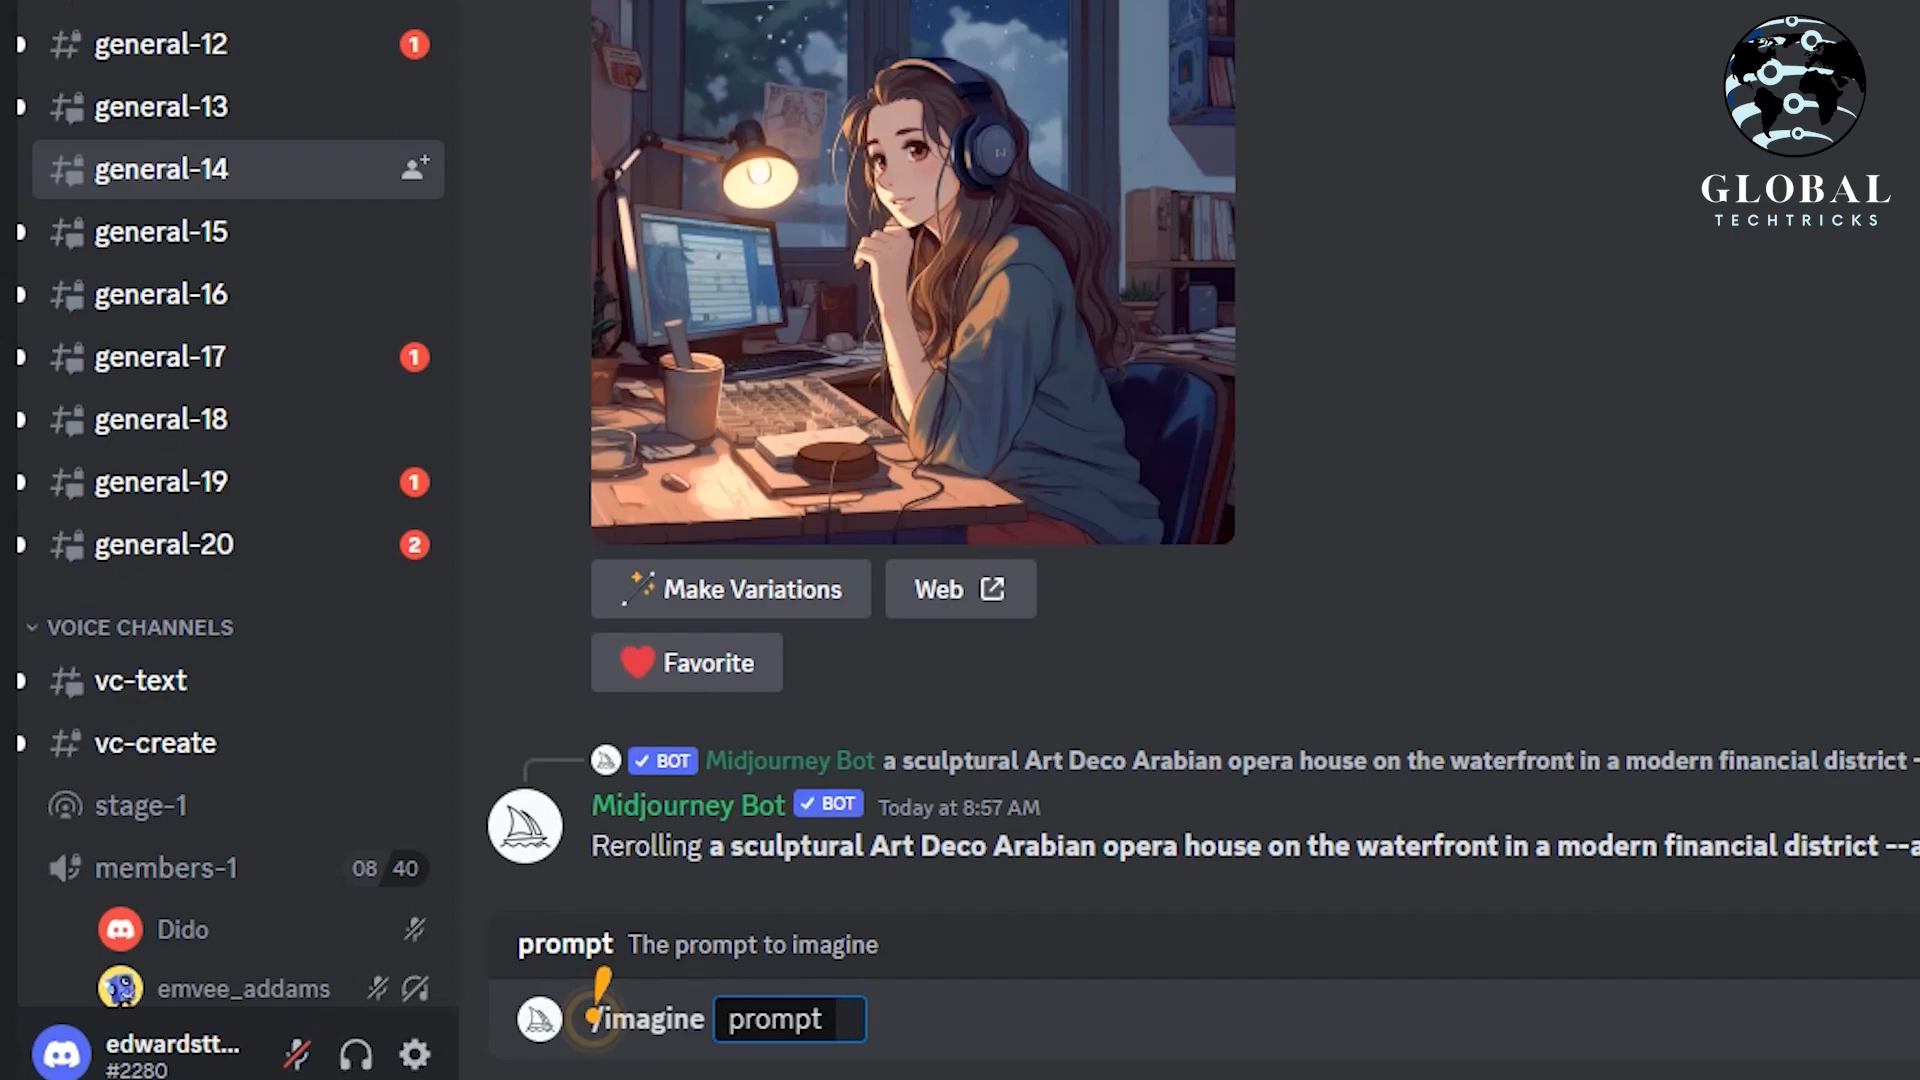 general-12
1
general-13
general-14
general-15
general-16
general-17
1
general-18
general-19
1
general-20
2
VOICE CHANNELS
vc-text
vc-create
stage-1
members-1
08 40
Dido
emvee_addams
edwardstt...
#2280
GLOBAL
TECHTRICKS
Make Variations
Web
Favorite
BOT Midjourney Bot a sculptural Art Deco Arabian opera house on the waterfront in a modern financial district -
Midjourney Bot BOT Today at 8:57 AM
Rerolling a sculptural Art Deco Arabian opera house on the waterfront in a modern financial district --a
prompt The prompt to imagine
/imagine prompt